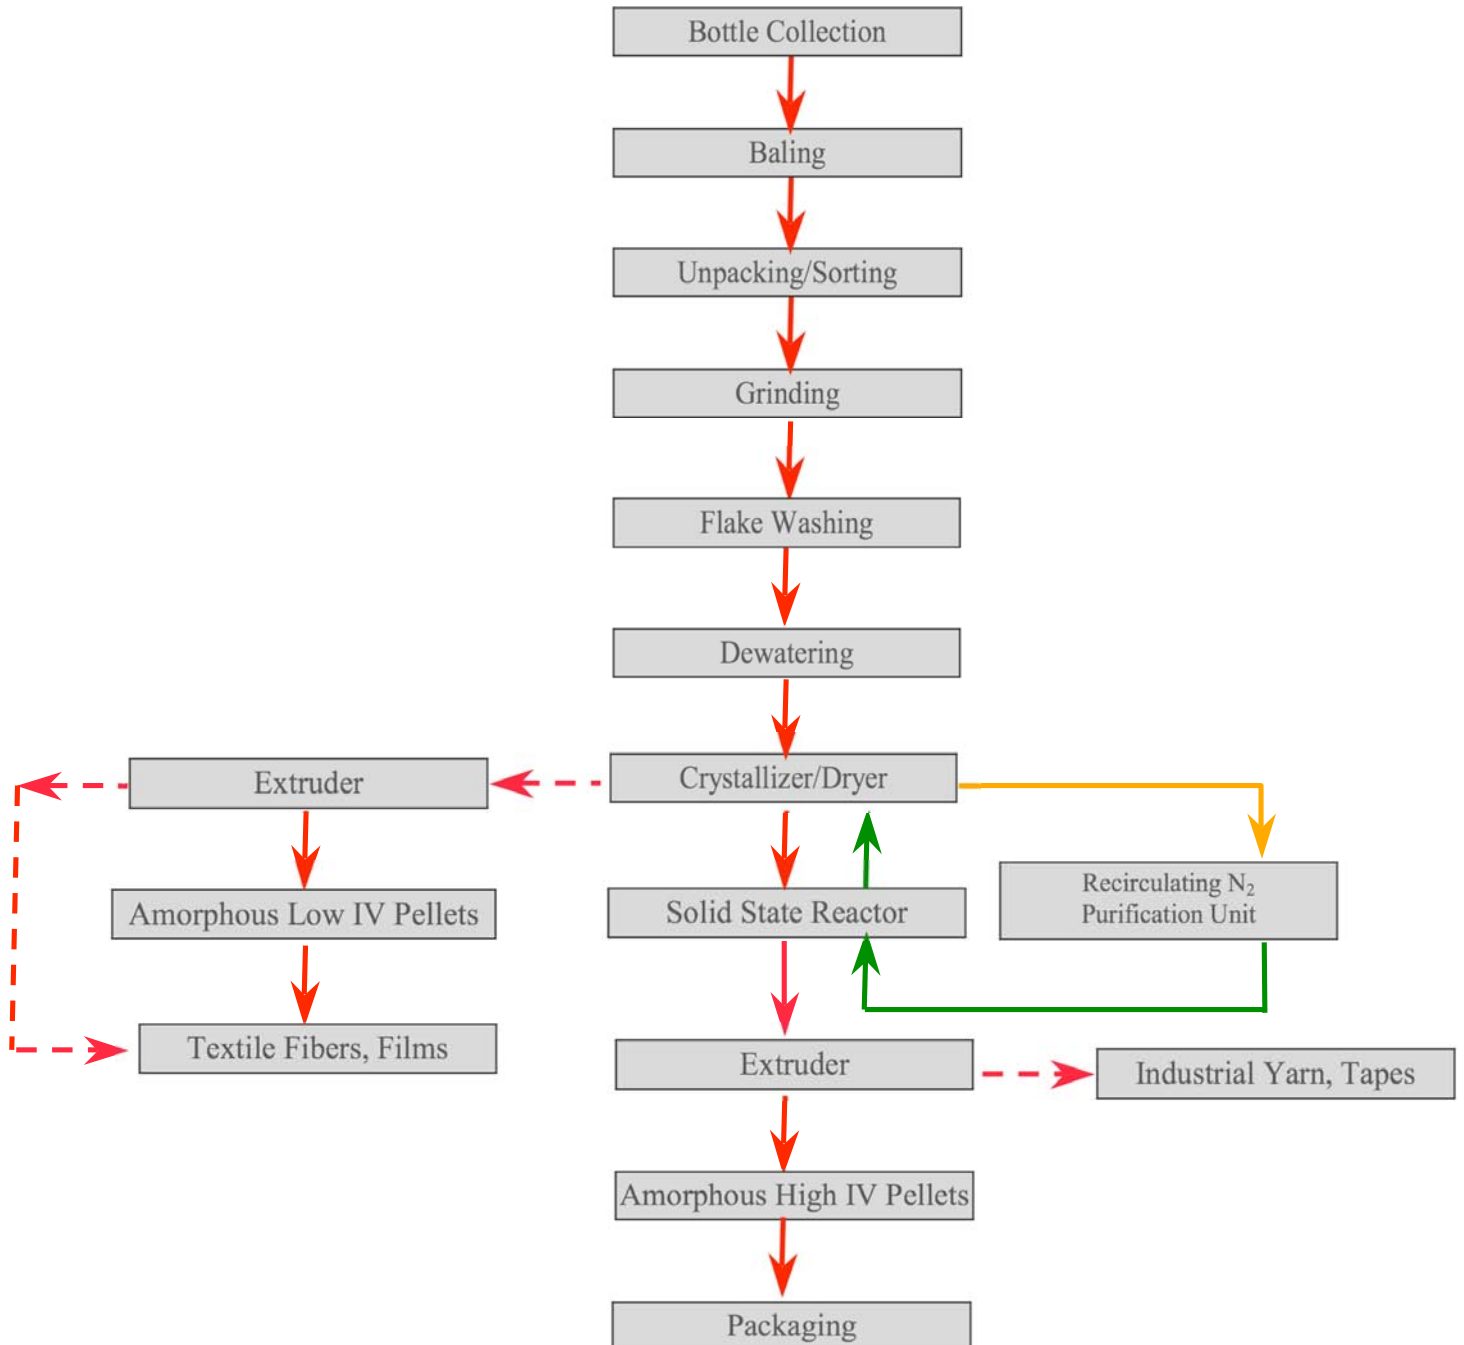 Bottle Collection
Baling
Unpacking/Sorting
Grinding
Flake Washing
Dewatering
Extruder
Crystallizer/Dryer
Recirculating N₂
Purification Unit
Amorphous Low IV Pellets
Solid State Reactor
Textile Fibers, Films
Extruder
Industrial Yarn, Tapes
Amorphous High IV Pellets
Packaging